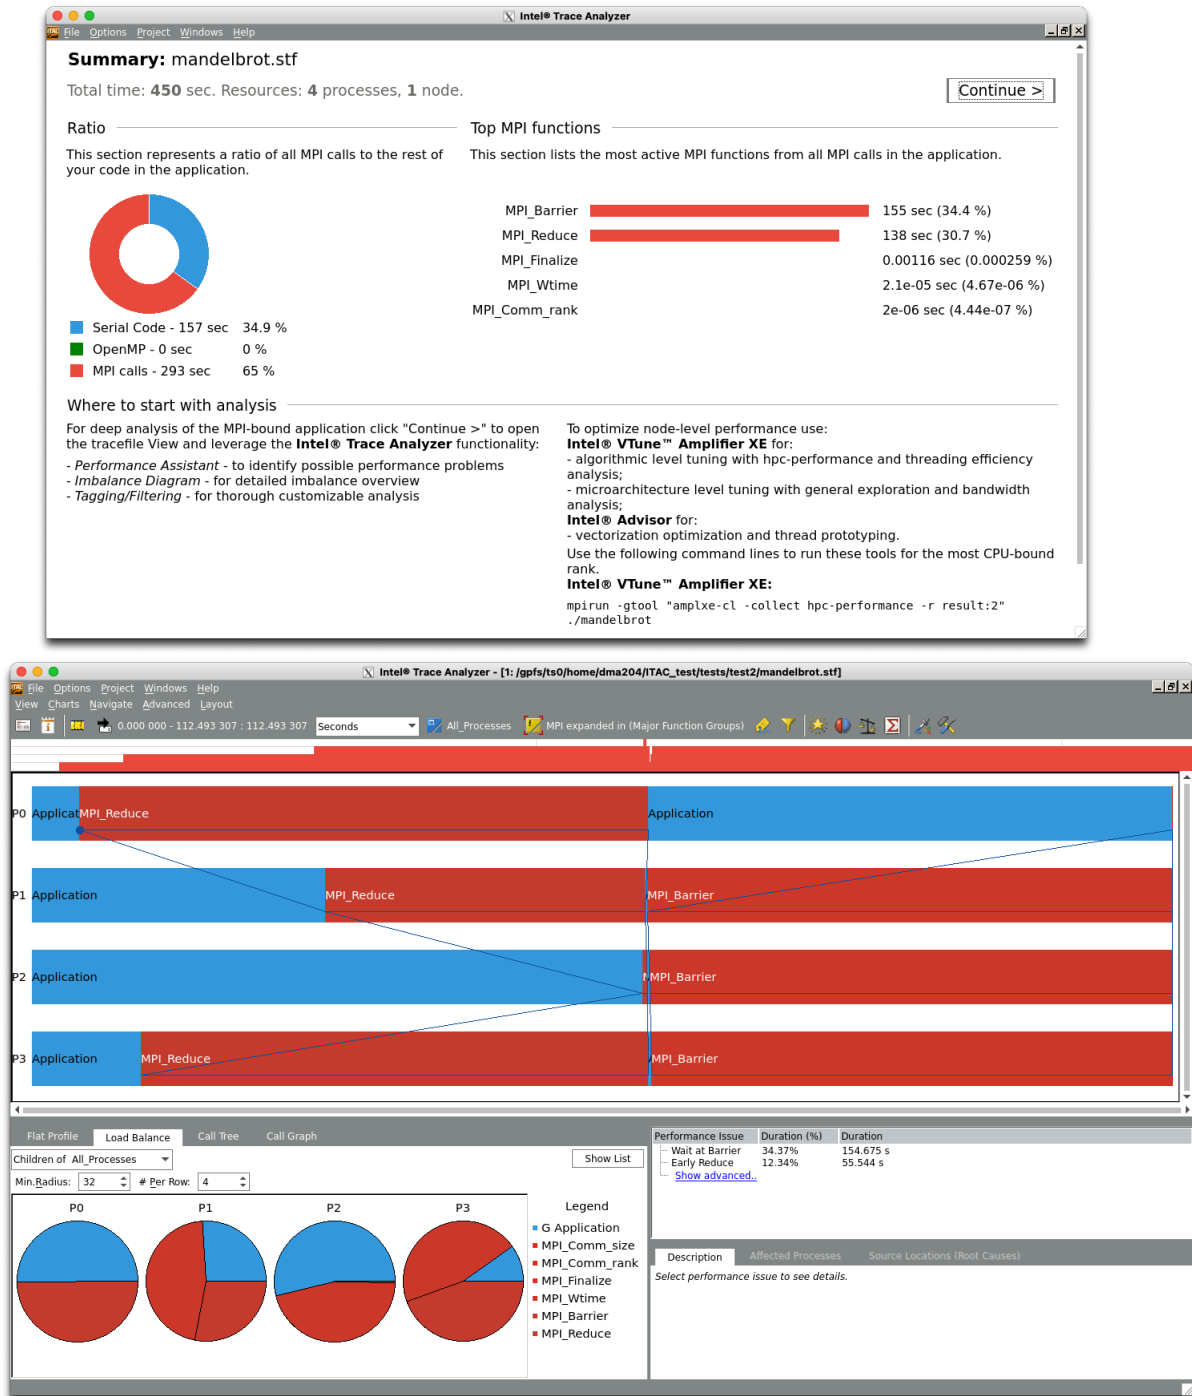 Intel® Trace Analyzer
File Options Project Windows Help
Summary: mandelbrot.stf
Total time: 450 sec. Resources: 4 processes, 1 node.
Continue >
Ratio
This section represents a ratio of all MPI calls to the rest of
your code in the application.
Serial Code - 157 sec 34.9 %
OpenMP - 0 sec 0 %
MPI calls - 293 sec 65 %
Top MPI functions
This section lists the most active MPI functions from all MPI calls in the application.
MPI_Barrier 155 sec (34.4 %)
MPI_Reduce 138 sec (30.7 %)
MPI_Finalize 0.00116 sec (0.000259 %)
MPI_Wtime 2.1e-05 sec (4.67e-06 %)
MPI_Comm_rank 2e-06 sec (4.44e-07 %)
Where to start with analysis
For deep analysis of the MPI-bound application click "Continue >" to open
the tracefile View and leverage the Intel® Trace Analyzer functionality:
- Performance Assistant - to identify possible performance problems
- Imbalance Diagram - for detailed imbalance overview
- Tagging/Filtering - for thorough customizable analysis
To optimize node-level performance use:
Intel® VTune™ Amplifier XE for:
- algorithmic level tuning with hpc-performance and threading efficiency
analysis;
- microarchitecture level tuning with general exploration and bandwidth
analysis;
Intel® Advisor for:
- vectorization optimization and thread prototyping.
Use the following command lines to run these tools for the most CPU-bound
rank.
Intel® VTune™ Amplifier XE:
mpirun -gtool "amplxe-cl -collect hpc-performance -r result:2"
./mandelbrot
Intel® Trace Analyzer - [1: /gpfs/ts0/home/dma204/ITAC_test/tests/test2/mandelbrot.stf]
File Options Project Windows Help
View Charts Navigate Advanced Layout
0.000 000 - 112.493 307 : 112.493 307 Seconds All_Processes MPI expanded in (Major Function Groups)
P0 Applicat MPI_Reduce Application
P1 Application MPI_Reduce MPI_Barrier
P2 Application MPI_Barrier
P3 Application MPI_Reduce MPI_Barrier
Flat Profile Load Balance Call Tree Call Graph
Children of All_Processes Show List
Min.Radius: 32 # Per Row: 4
P0 P1 P2 P3
Legend
G Application
MPI_Comm_size
MPI_Comm_rank
MPI_Finalize
MPI_Wtime
MPI_Barrier
MPI_Reduce
Performance Issue Duration (%) Duration
Wait at Barrier 34.37% 154.675 s
Early Reduce 12.34% 55.544 s
Show advanced..
Description Affected Processes Source Locations (Root Causes)
Select performance issue to see details.